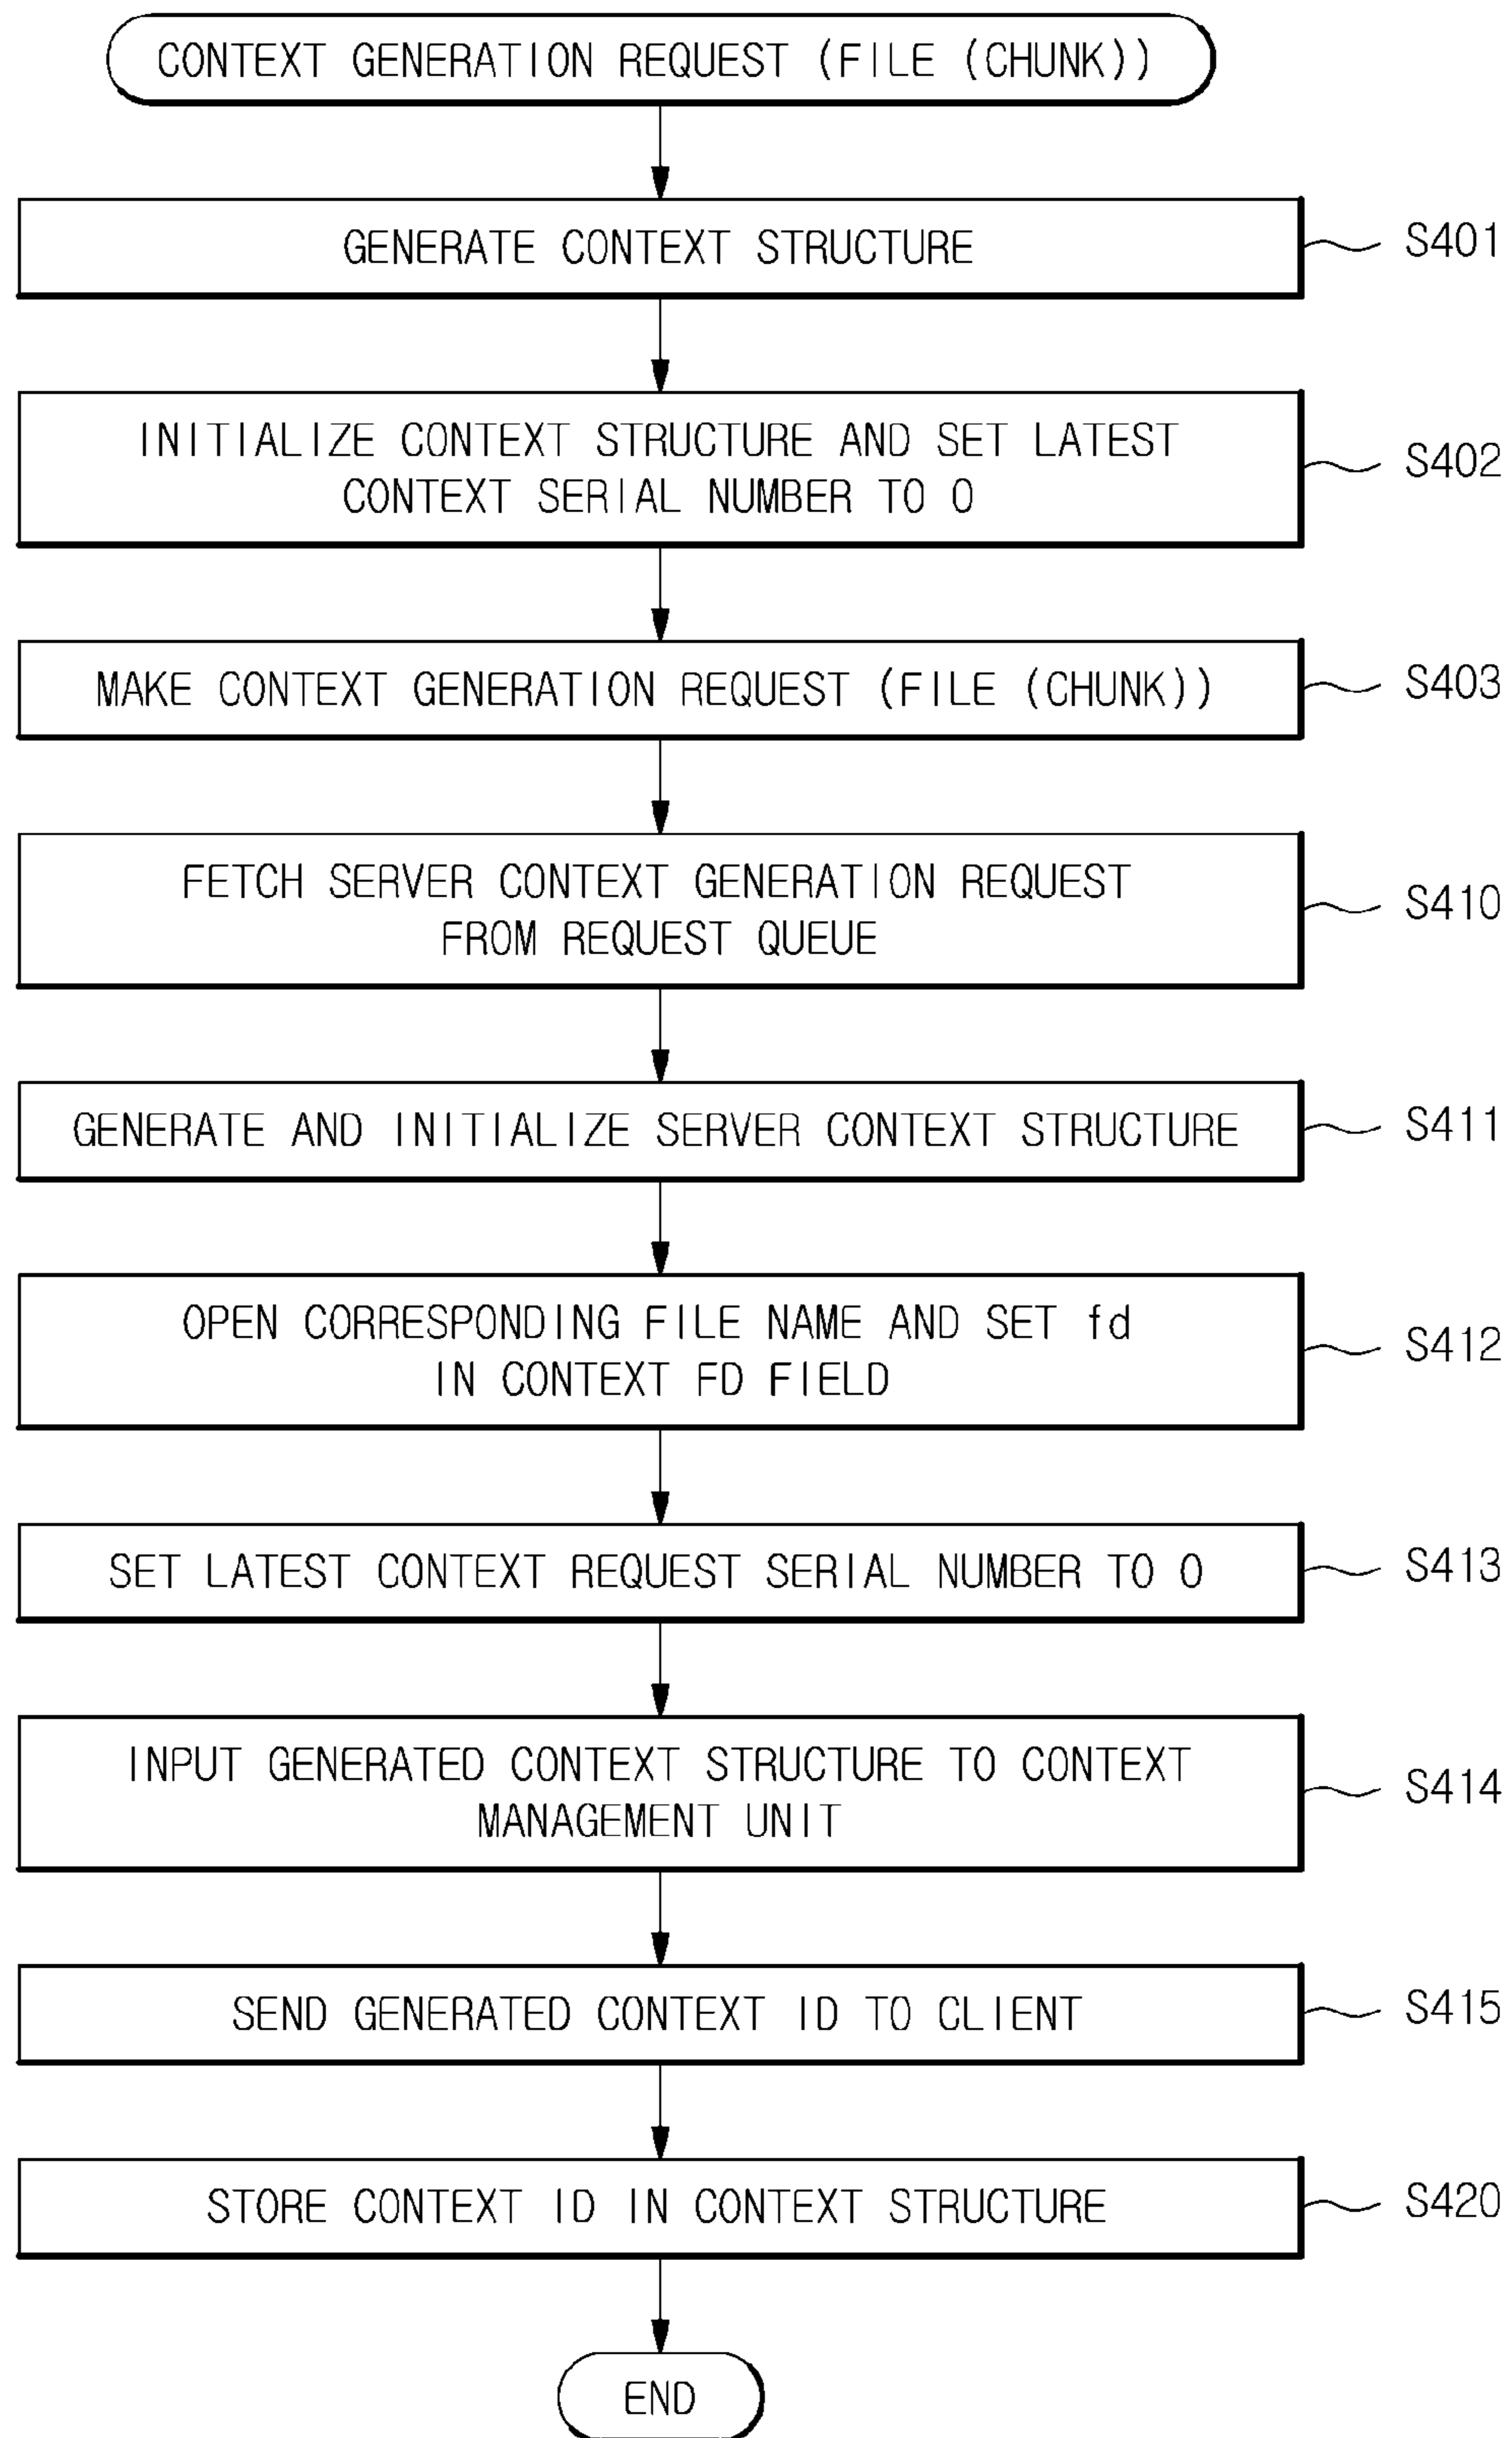 CONTEXT GENERATION REQUEST (FILE (CHUNK))
GENERATE CONTEXT STRUCTURE
S401
INITIALIZE CONTEXT STRUCTURE AND SET LATEST
CONTEXT SERIAL NUMBER TO 0
S402
MAKE CONTEXT GENERATION REQUEST (FILE (CHUNK))
S403
FETCH SERVER CONTEXT GENERATION REQUEST
FROM REQUEST QUEUE
S410
GENERATE AND INITIALIZE SERVER CONTEXT STRUCTURE
S411
OPEN CORRESPONDING FILE NAME AND SET fd
IN CONTEXT FD FIELD
S412
SET LATEST CONTEXT REQUEST SERIAL NUMBER TO 0
S413
INPUT GENERATED CONTEXT STRUCTURE TO CONTEXT
MANAGEMENT UNIT
S414
SEND GENERATED CONTEXT ID TO CLIENT
S415
STORE CONTEXT ID IN CONTEXT STRUCTURE
S420
END